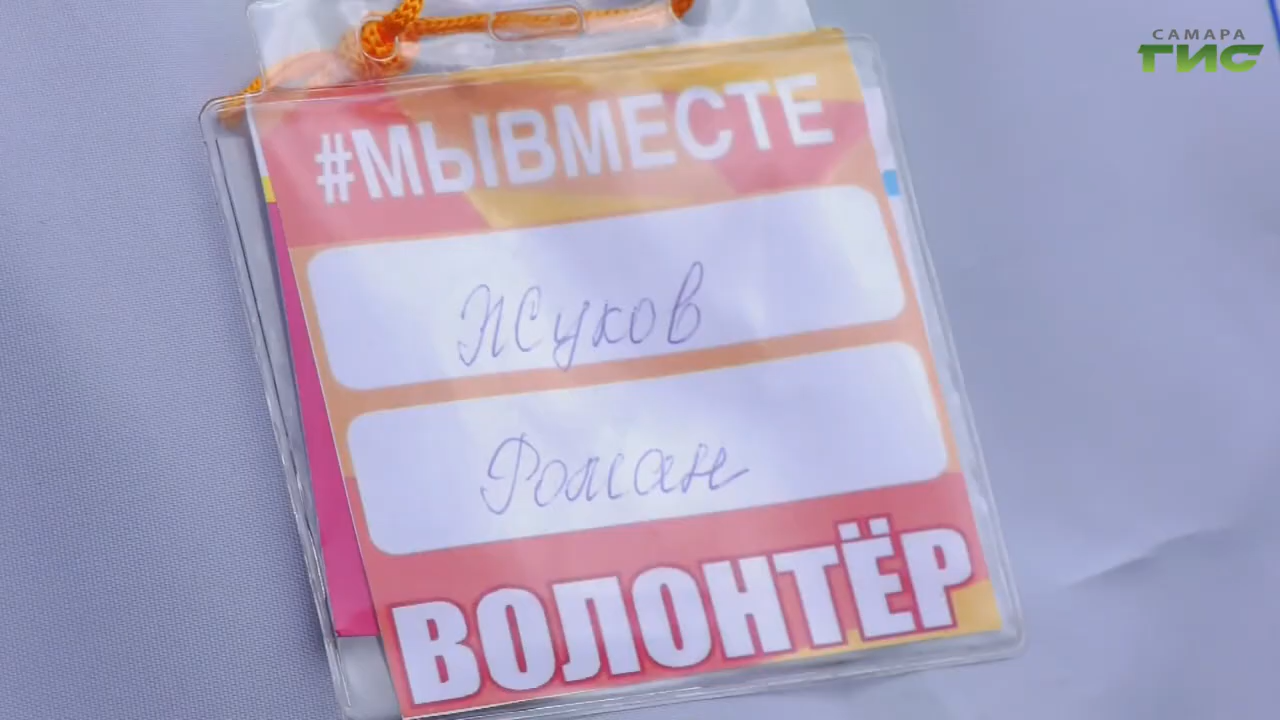 САМАРА
ГИС
#МЫВМЕСТЕ
Жуков
Роман
ВОЛОНТЁР